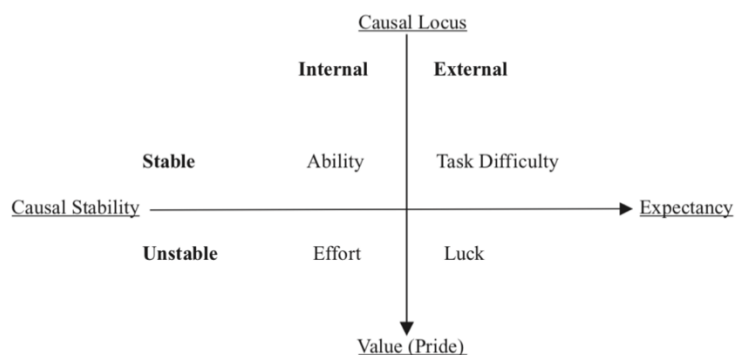 Causal Locus
Internal External
Stable Ability Task Difficulty
Causal Stability Expectancy
Unstable Effort Luck
Value (Pride)